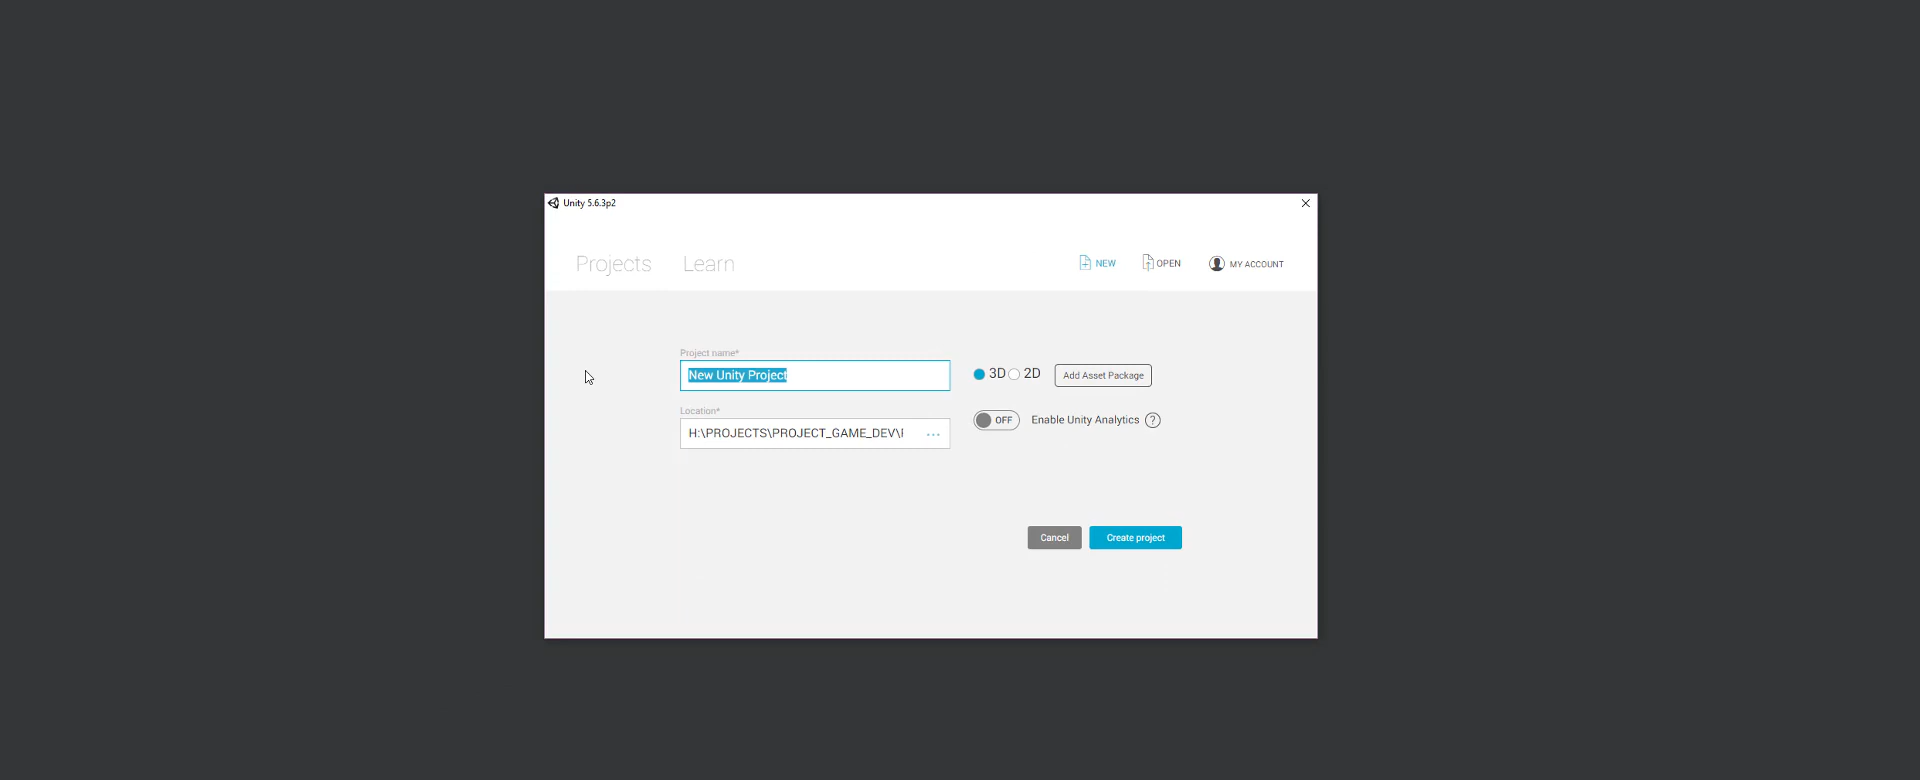 Unity 5.6.3p2
Projects Learn NEW OPEN MY ACCOUNT
Project name*
New Unity Project 3D 2D Add Asset Package
Location*
H:\PROJECTS\PROJECT_GAME_DEV\ ... OFF Enable Unity Analytics ?
Cancel Create project